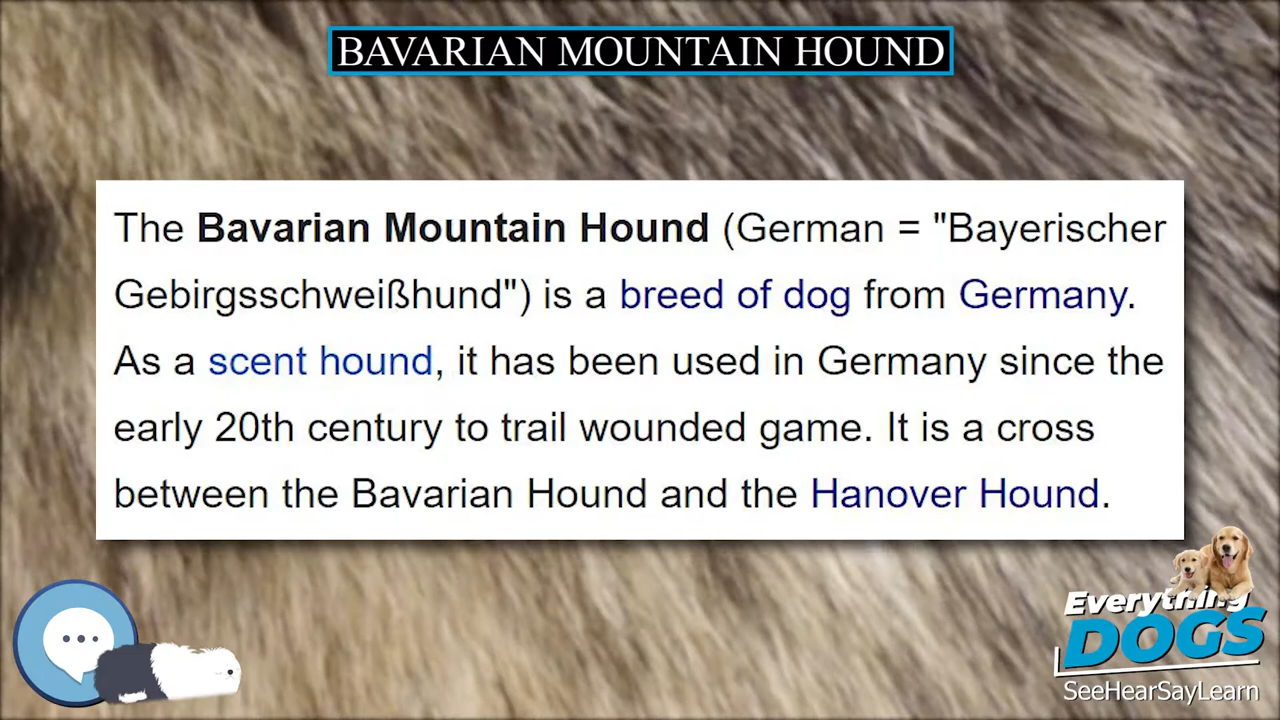 BAVARIAN MOUNTAIN HOUND
The Bavarian Mountain Hound (German = "Bayerischer
Gebirgsschweißhund") is a breed of dog from Germany.
As a scent hound, it has been used in Germany since the
early 20th century to trail wounded game. It is a cross
between the Bavarian Hound and the Hanover Hound.
Everything
DOGS
SeeHearSayLearn